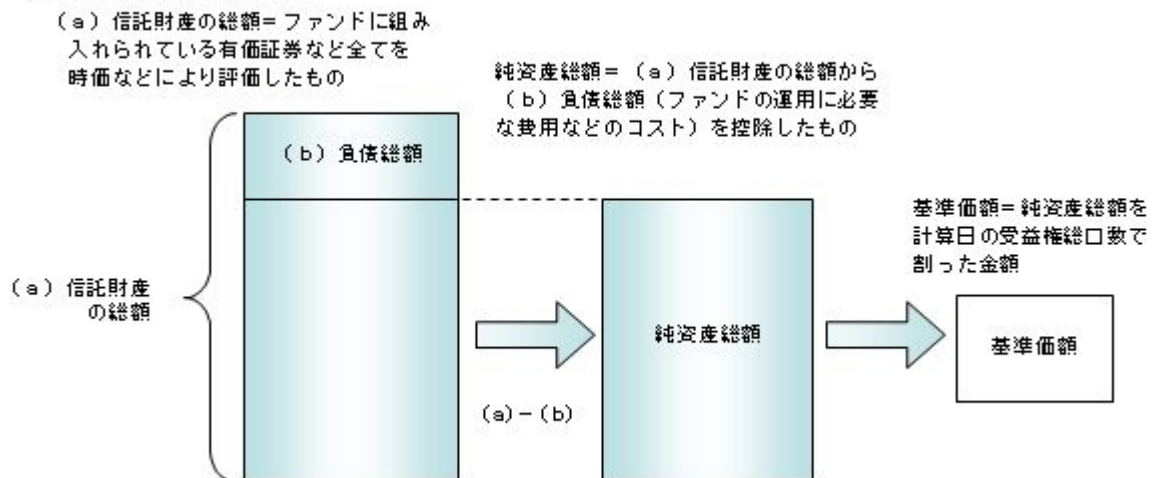 （a）信託財産の総額＝ファンドに組み
入れられている有価証券など全てを
時価などにより評価したもの
純資産総額＝（a）信託財産の総額から
（b）負債総額（ファンドの運用に必要
な費用などのコスト）を控除したもの
（b）負債総額
基準価額＝純資産総額を
計算日の受益権総口数で
割った金額
（a）信託財産
の総額
純資産総額
基準価額
（a）－（b）